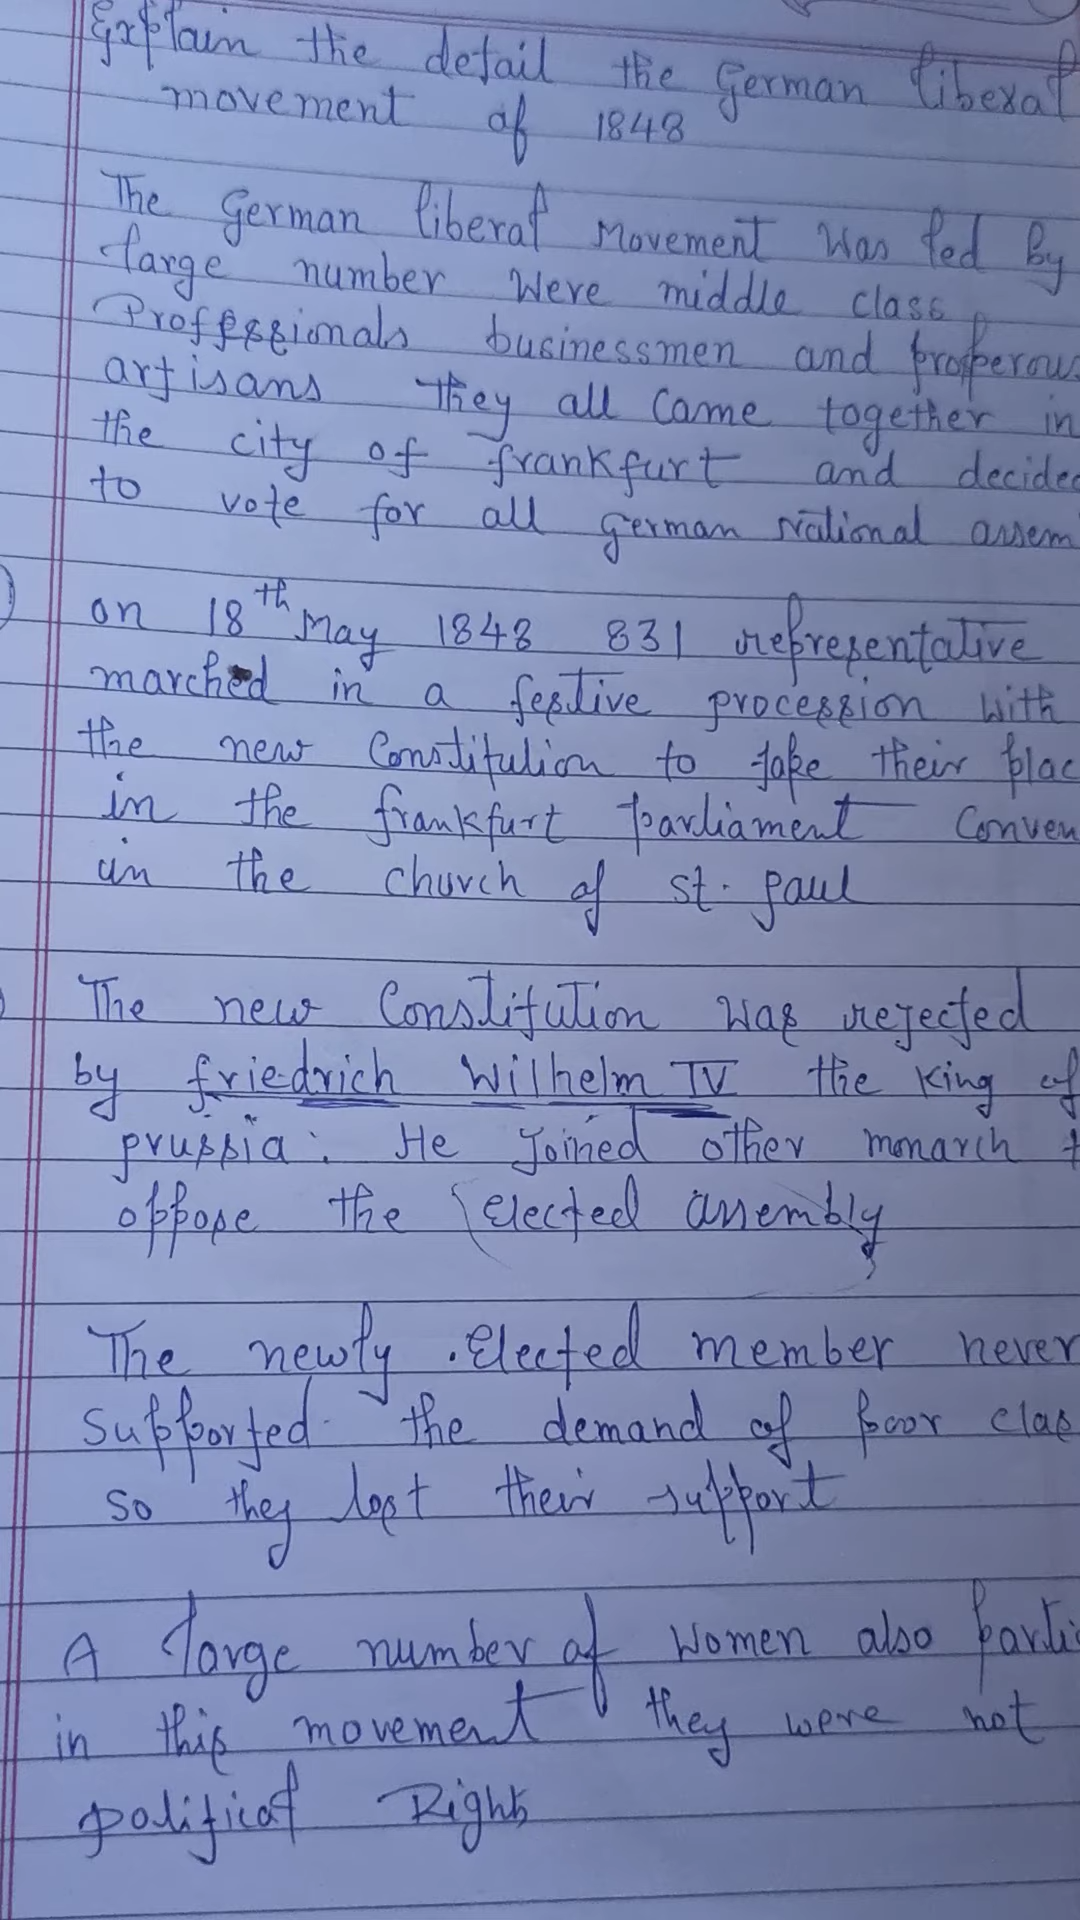 Explain the detail the German liberal
movement of 1848
The German liberal Movement was led by
large number were middle class
Professionals businessmen and prosperous
artisans they all came together in
the city of frankfurt and decided
to vote for all German National assem
on 18th May 1848 831 representative
marched in a festive procession with
the new Constitution to take their plac
in the frankfurt parliament Conven
in the church of st. paul
The new Constitution was rejected
by friedrich Wilhelm IV the King of
prussia. He joined other monarch t
oppose the Elected assembly
The newly Elected member never
supported the demand of poor clas
so they lost their support
A large number of women also parti
in this movement they were not
political Rights